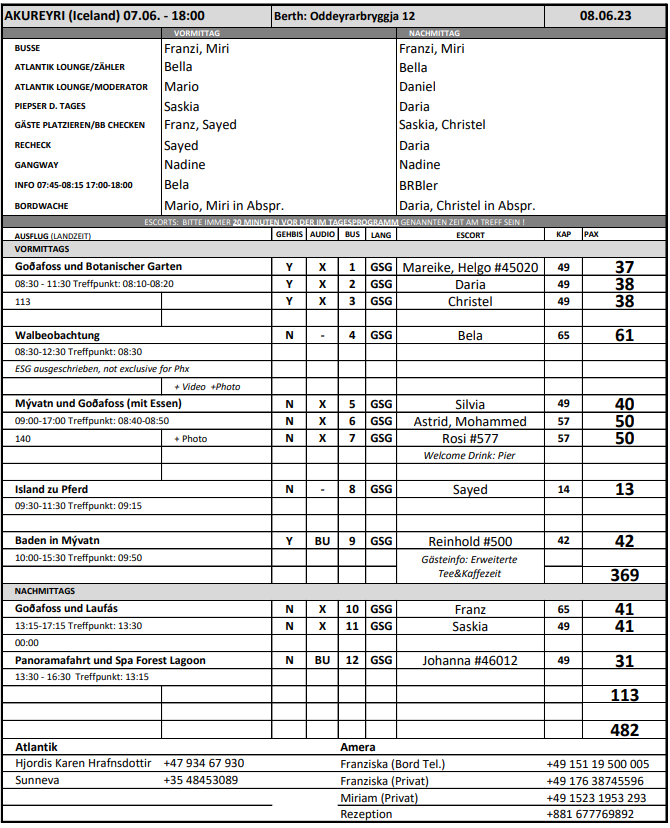 AKUREYRI (Iceland) 07.06. - 18:00 Berth: Oddeyrarbryggja 12 08.06.23
VORMITTAG NACHMITTAG
BUSSE Franzi, Miri Franzi, Miri
ATLANTIK LOUNGE/ZÄHLER Bella Bella
ATLANTIK LOUNGE/MODERATOR Mario Daniel
PIEPSER D. TAGES Saskia Daria
GÄSTE PLATZIEREN/BB CHECKEN Franz, Sayed Saskia, Christel
RECHECK Sayed Daria
GANGWAY Nadine Nadine
INFO 07:45-08:15 17:00-18:00 Bela BRBler
BORDWACHE Mario, Miri in Abspr. Daria, Christel in Abspr.
ESCORTS: BITTE IMMER 20 MINUTEN VOR DER IM TAGESPROGRAMM GENANNTEN ZEIT AM TREFF SEIN !
AUSFLUG (LANDZEIT) GEHBIS AUDIO BUS LANG ESCORT KAP PAX
VORMITTAGS
Goðafoss und Botanischer Garten Y X 1 GSG Mareike, Helgo #45020 49 37
08:30 - 11:30 Treffpunkt: 08:10-08:20 Y X 2 GSG Daria 49 38
113 Y X 3 GSG Christel 49 38
Walbeobachtung N - 4 GSG Bela 65 61
08:30-12:30 Treffpunkt: 08:30
ESG ausgeschrieben, not exclusive for Phx
+ Video +Photo
Mývatn und Goðafoss (mit Essen) N X 5 GSG Silvia 49 40
09:00-17:00 Treffpunkt: 08:40-08:50 N X 6 GSG Astrid, Mohammed 57 50
140 + Photo N X 7 GSG Rosi #577 57 50
Welcome Drink: Pier
Island zu Pferd N - 8 GSG Sayed 14 13
09:30-11:30 Treffpunkt: 09:15
Baden in Mývatn Y BU 9 GSG Reinhold #500 42 42
10:00-15:30 Treffpunkt: 09:50 Gästeinfo: Erweiterte
Tee&Kaffezeit 369
NACHMITTAGS
Goðafoss und Laufás N X 10 GSG Franz 65 41
13:15-17:15 Treffpunkt: 13:30 N X 11 GSG Saskia 49 41
00:00
Panoramafahrt und Spa Forest Lagoon N BU 12 GSG Johanna #46012 49 31
13:30 - 16:30 Treffpunkt: 13:15
113
482
Atlantik Amera
Hjordis Karen Hrafnsdottir +47 934 67 930 Franziska (Bord Tel.) +49 151 19 500 005
Sunneva +35 48453089 Franziska (Privat) +49 176 38745596
Miriam (Privat) +49 1523 1953 293
Rezeption +881 677769892